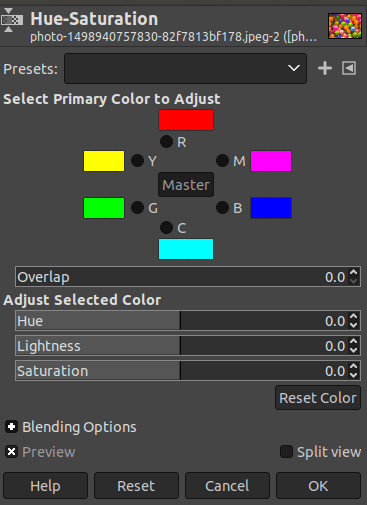 Hue-Saturation
photo-1498940757830-82f7813bf178.jpeg-2 ([ph...
Presets:
Select Primary Color to Adjust
R
Y M
Master
G B
C
Overlap 0.0
Adjust Selected Color
Hue 0.0
Lightness 0.0
Saturation 0.0
Reset Color
Blending Options
Preview Split view
Help Reset Cancel OK